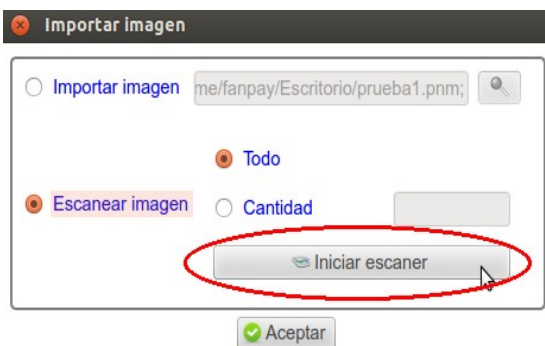 Importar imagen
Importar imagen me/fanpay/Escritorio/prueba1.pnm;
Todo
Escanear imagen
Cantidad
Iniciar escaner
Aceptar